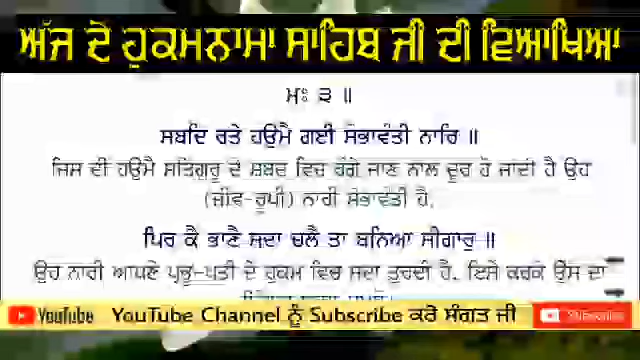 ਅੱਜ ਦੇ ਹੁਕਮਨਾਮਾ ਸਾਹਿਬ ਜੀ ਦੀ ਵਿਆਖਿਆ
ਮਃ ੩ ॥
ਸਬਦਿ ਰਤੇ ਹਉਮੈ ਗਈ ਸੋਭਾਵੰਤੀ ਨਾਰਿ ॥
ਜਿਸ ਦੀ ਹਉਮੈ ਸਤਿਗੁਰੂ ਦੇ ਸ਼ਬਦ ਵਿਚ ਰੰਗੇ ਜਾਣ ਨਾਲ ਦੂਰ ਹੋ ਜਾਂਦੀ ਹੈ ਉਹ
(ਜੀਵ-ਰੂਪੀ) ਨਾਰੀ ਸੋਭਾਵੰਤੀ ਹੈ.
ਪਿਰ ਕੈ ਭਾਣੈ ਸਦਾ ਚਲੈ ਤਾ ਬਨਿਆ ਸੀਗਾਰੁ ॥
ਉਹ ਨਾਰੀ ਆਪਣੇ ਪ੍ਰਭੂ-ਪਤੀ ਦੇ ਹੁਕਮ ਵਿਚ ਸਦਾ ਤੁਰਦੀ ਹੈ, ਇਸੇ ਕਰਕੇ ਉਸ ਦਾ
YouTube YouTube Channel ਨੂੰ Subscribe ਕਰੋ ਸੰਗਤ ਜੀ